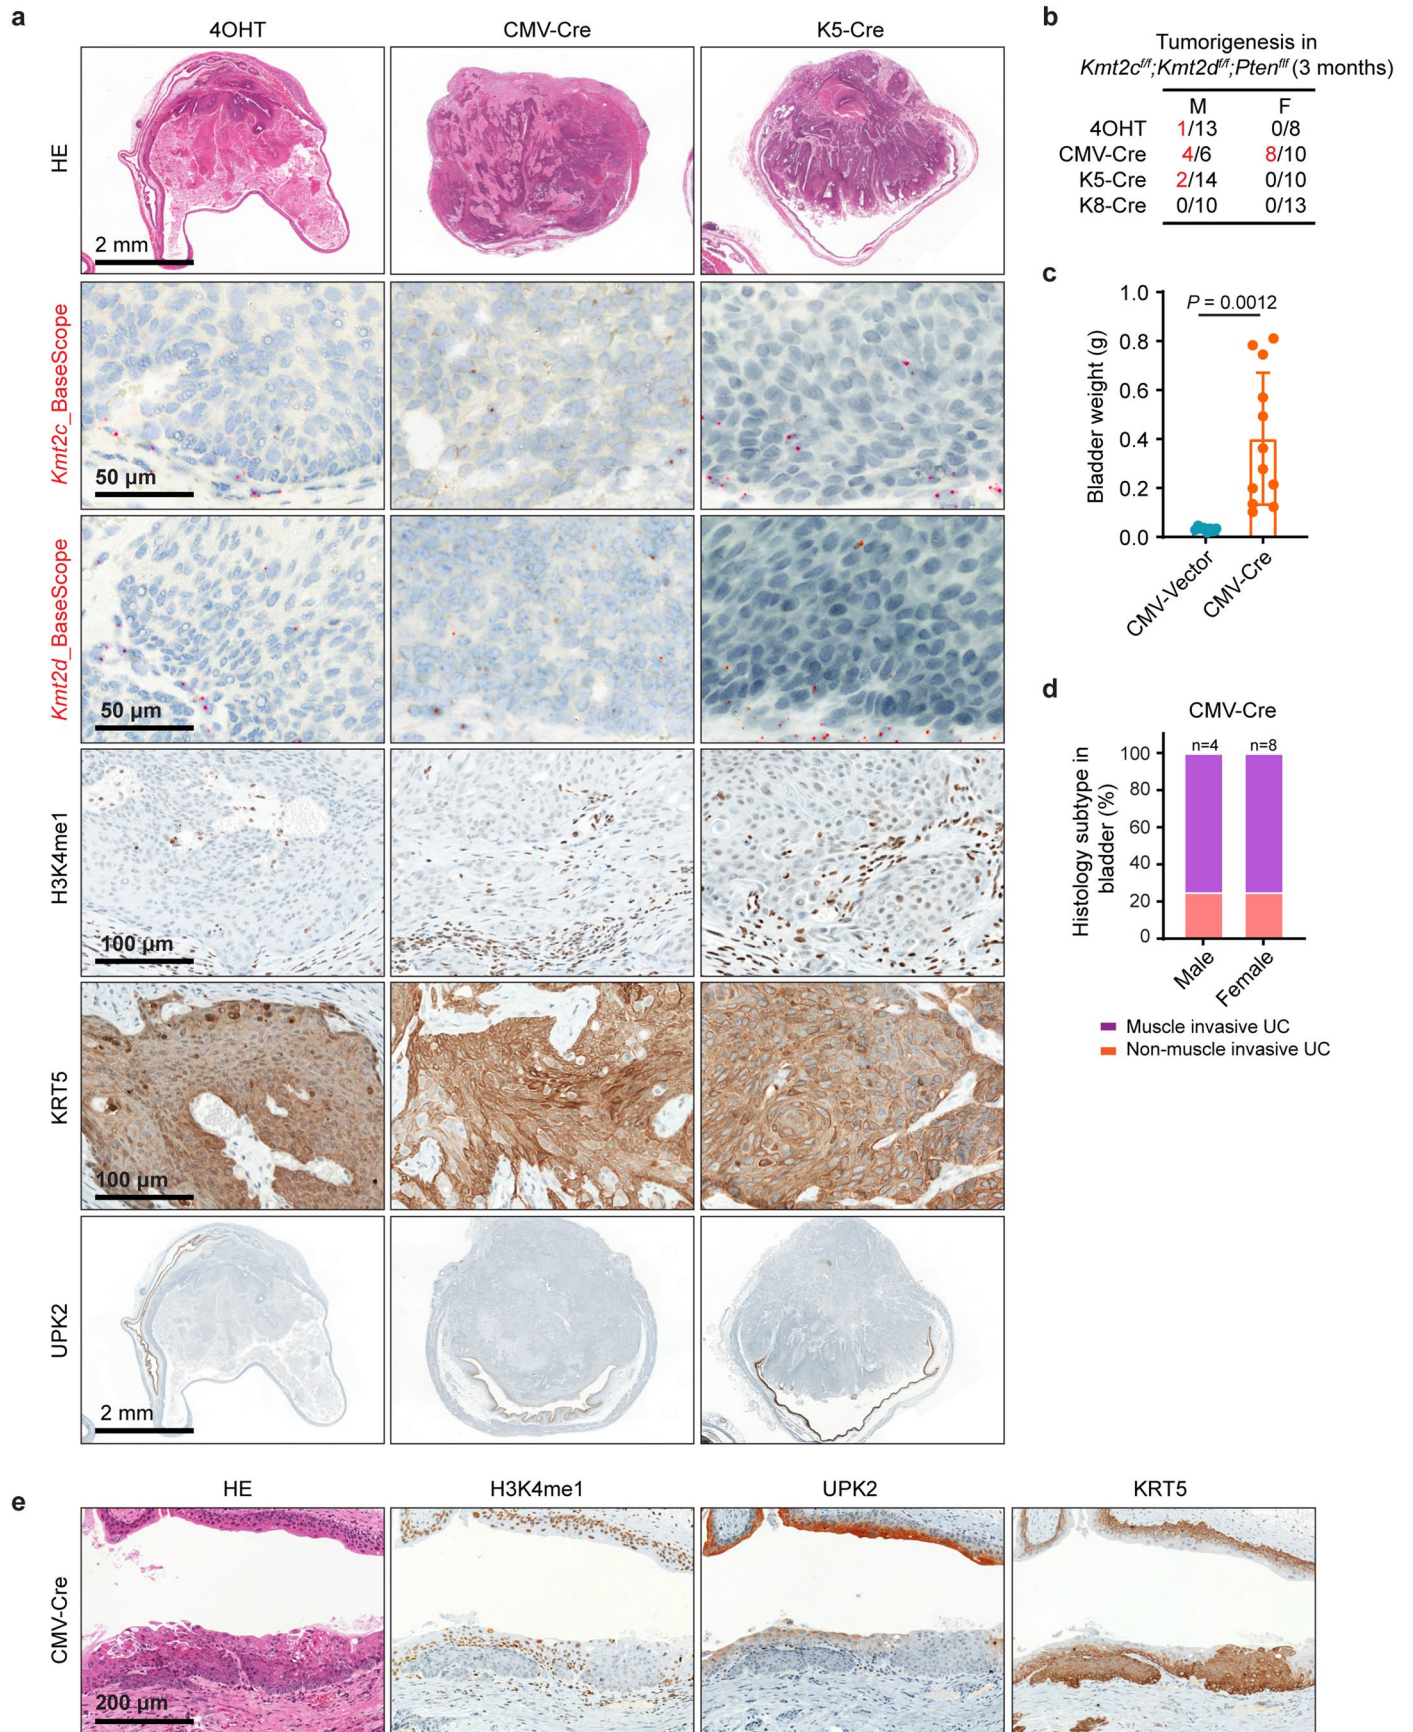 a
4OHT
CMV-Cre
K5-Cre
HE
2 mm
Kmt2c_BaseScope
50 µm
Kmt2d_BaseScope
50 µm
H3K4me1
100 µm
KRT5
100 µm
UPK2
2 mm
b
Tumorigenesis in
Kmt2cf/f;Kmt2df/f;Ptenf/f (3 months)
M F
4OHT 1/13 0/8
CMV-Cre 4/6 8/10
K5-Cre 2/14 0/10
K8-Cre 0/10 0/13
c
P = 0.0012
Bladder weight (g)
1.0
0.8
0.6
0.4
0.2
0.0
CMV-Vector
CMV-Cre
d
CMV-Cre
n=4 n=8
Histology subtype in
bladder (%)
100
80
60
40
20
0
Male
Female
Muscle invasive UC
Non-muscle invasive UC
e
HE
H3K4me1
UPK2
KRT5
CMV-Cre
200 µm